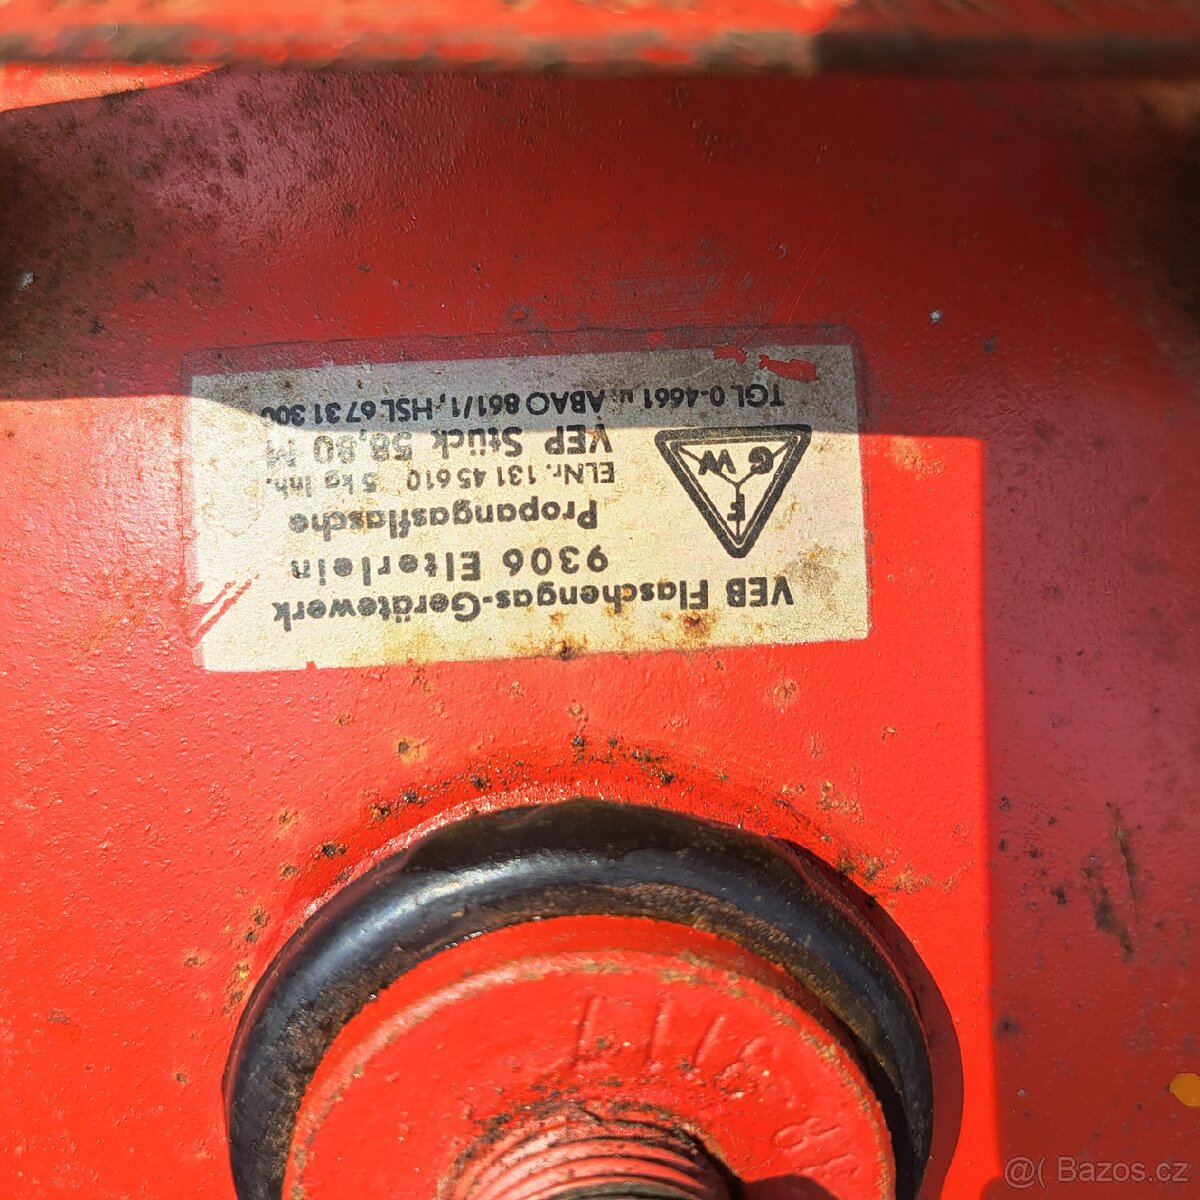 VEB Flaschengas-Gerätewerk
9306 Elterlein
Propangasflasche
ELNr. 131 45 610 5 kg Inh.
VEP Stück 58,80 M
TGL 0-4661 u. ABAO 861/1, HSL 67 31 300
F
G W
@( Bazos.cz